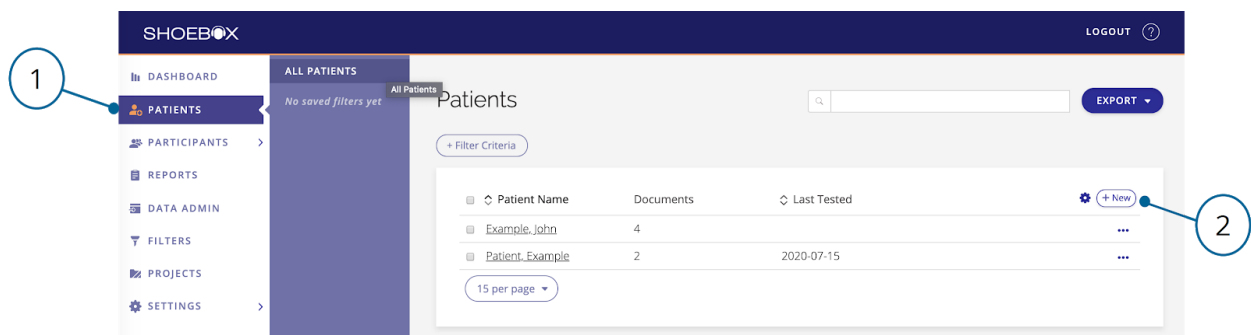 SHOEBOX
LOGOUT ?
1
DASHBOARD
PATIENTS
PARTICIPANTS
REPORTS
DATA ADMIN
FILTERS
PROJECTS
SETTINGS
ALL PATIENTS
No saved filters yet
All Patients
Patients
EXPORT
+ Filter Criteria
Patient Name Documents Last Tested + New
Example, John 4 •••
Patient, Example 2 2020-07-15 •••
15 per page
2